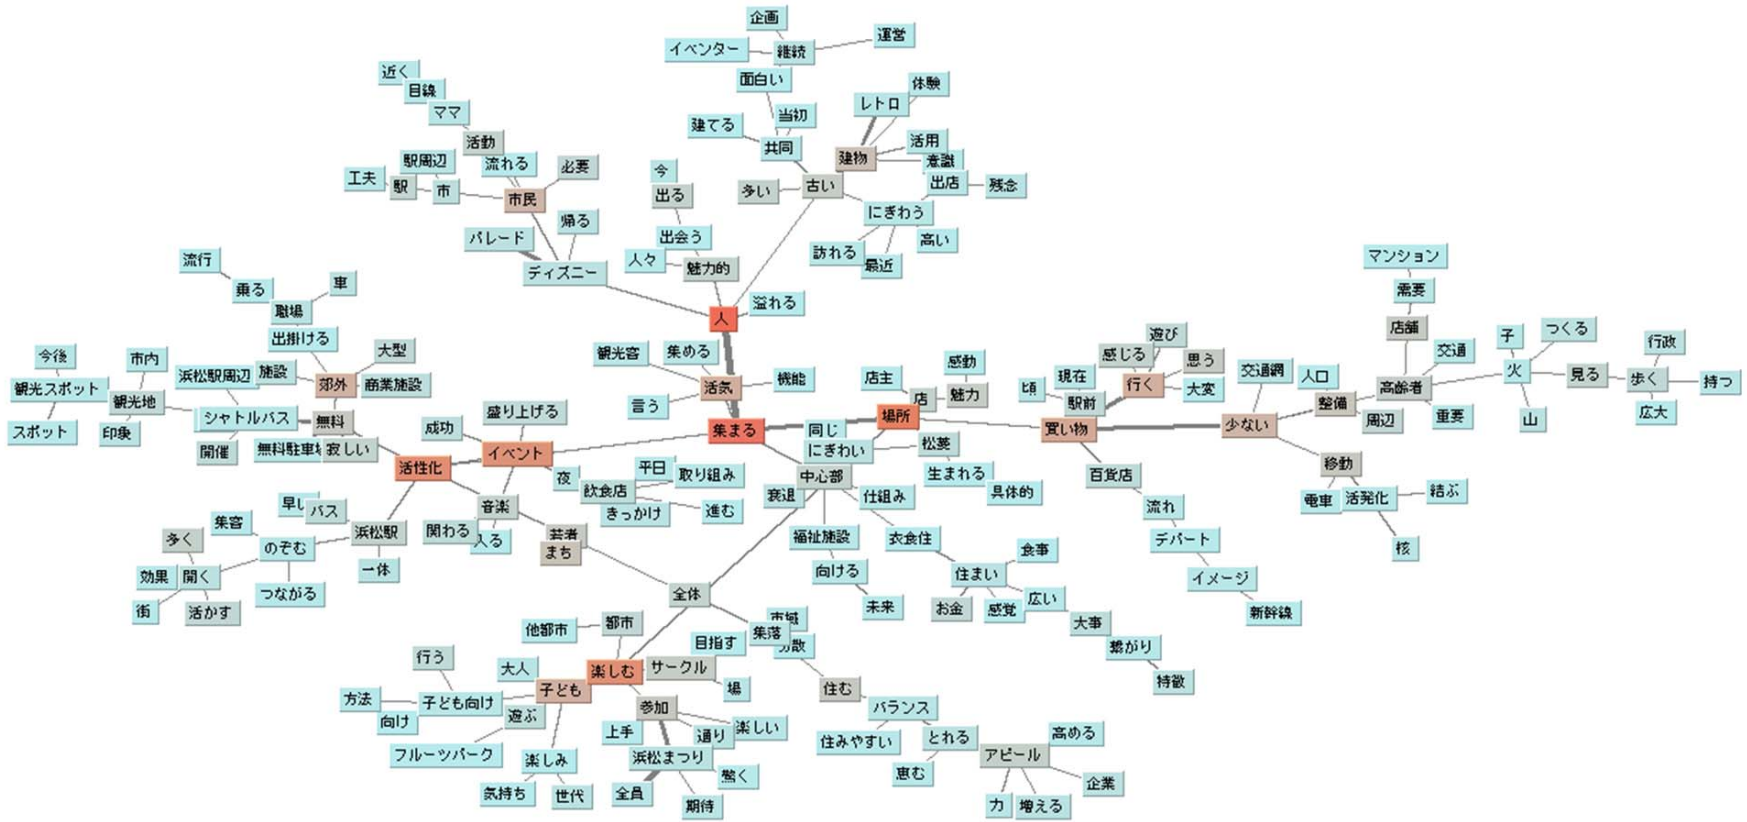 企画
イベンター
継続
運営
面白い
建てる
当初
共同
体験
レトロ
建物
活用
意識
出店
残念
多い
古い
にぎわう
訪れる
最近
高い
近く
目線
ママ
活動
流れる
必要
駅周辺
工夫
駅
市
市民
帰る
パレード
ディズニー
今
出る
出会う
人々
魅力的
人
溢れる
流行
乗る
車
職場
出掛ける
大型
施設
郊外
商業施設
今後
市内
浜松駅周辺
観光スポット
観光地
シャトルバス
無料
スポット
印象
開催
無料駐車場
寂しい
観光客
集める
活気
機能
言う
集まる
盛り上げる
成功
イベント
活性化
夜
平日
取り組み
飲食店
きっかけ
進む
音楽
関わる
入る
芸者
まち
バス
集客
浜松駅
多く
のぞむ
一体
効果
開く
つながる
街
活かす
店主
感動
店
魅力
場所
同じ
にぎわい
松菱
中心部
生まれる
具体的
衰退
仕組み
福祉施設
衣食住
向ける
未来
食事
住まい
お金
感覚
広い
大事
繋がり
特徴
頃
現在
駅前
感じる
遊び
思う
行く
大変
買い物
百貨店
流れ
デパート
イメージ
新幹線
交通網
人口
少ない
整備
周辺
移動
電車
活発化
結ぶ
核
マンション
需要
店舗
交通
高齢者
重要
子
つくる
火
山
見る
行政
歩く
持つ
広大
全体
集落
市域
分散
他都市
都市
目指す
楽しむ
サークル
場
行う
大人
子ども
方法
子ども向け
向け
遊ぶ
フルーツパーク
楽しみ
気持ち
世代
参加
上手
通り
楽しい
浜松まつり
驚く
全員
期待
住む
バランス
住みやすい
とれる
恵む
アピール
高める
企業
力
増える